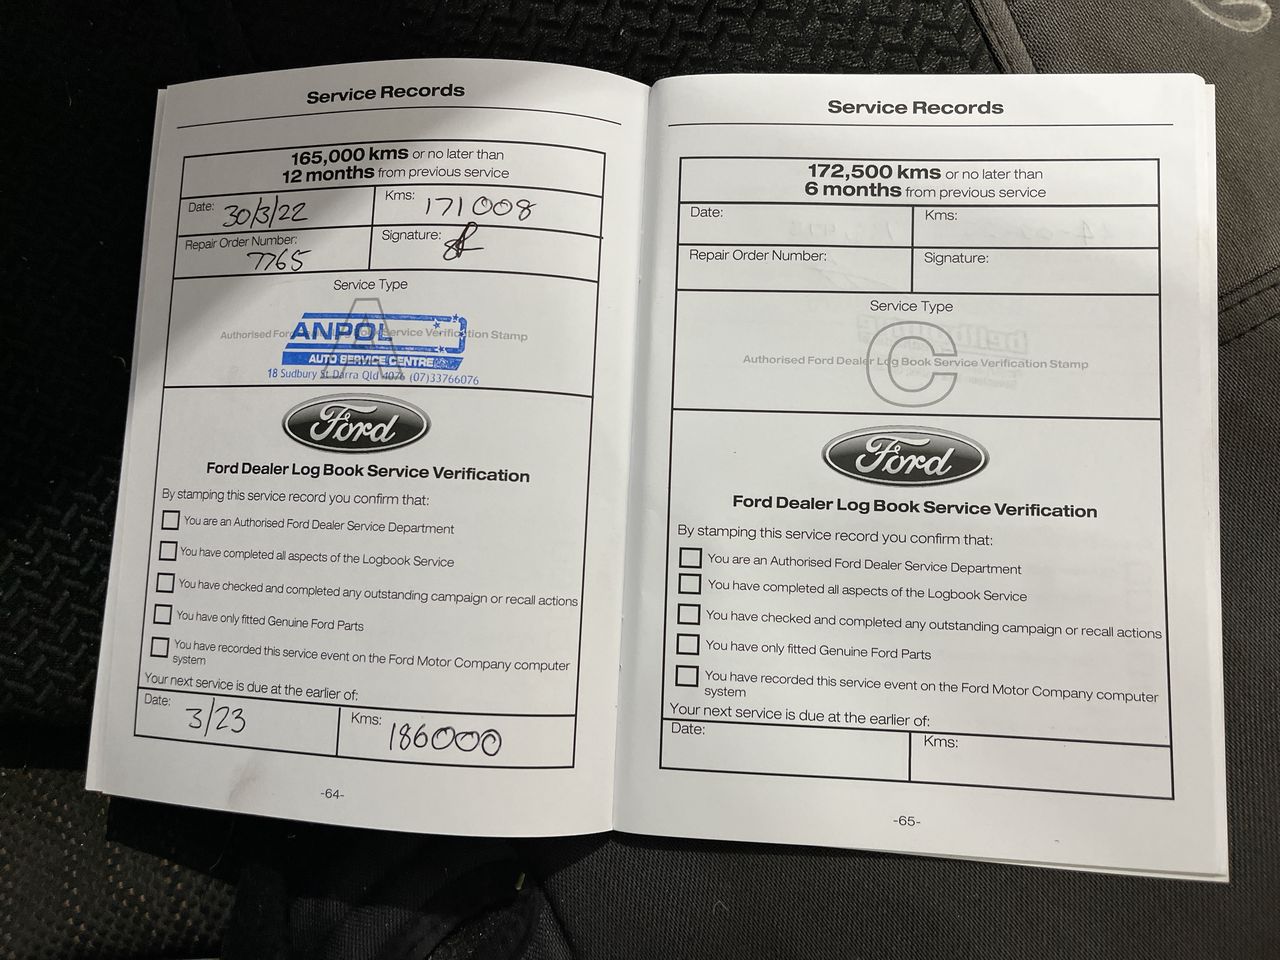 Service Records
165,000 kms or no later than
12 months from previous service
Date: 30/3/22
Kms: 171008
Repair Order Number: 7765
Signature:
Service Type
A
Authorised Ford Dealer Log Book Service Verification Stamp
ANPOL
AUTO SERVICE CENTRE
18 Sudbury St Darra Qld 4076 (07)33766076
Ford
Ford Dealer Log Book Service Verification
By stamping this service record you confirm that:
You are an Authorised Ford Dealer Service Department
You have completed all aspects of the Logbook Service
You have checked and completed any outstanding campaign or recall actions
You have only fitted Genuine Ford Parts
You have recorded this service event on the Ford Motor Company computer
system
Your next service is due at the earlier of:
Date: 3/23
Kms: 186000
-64-
Service Records
172,500 kms or no later than
6 months from previous service
Date:
Kms:
Repair Order Number:
Signature:
Service Type
C
Authorised Ford Dealer Log Book Service Verification Stamp
Ford
Ford Dealer Log Book Service Verification
By stamping this service record you confirm that:
You are an Authorised Ford Dealer Service Department
You have completed all aspects of the Logbook Service
You have checked and completed any outstanding campaign or recall actions
You have only fitted Genuine Ford Parts
You have recorded this service event on the Ford Motor Company computer
system
Your next service is due at the earlier of:
Date:
Kms:
-65-